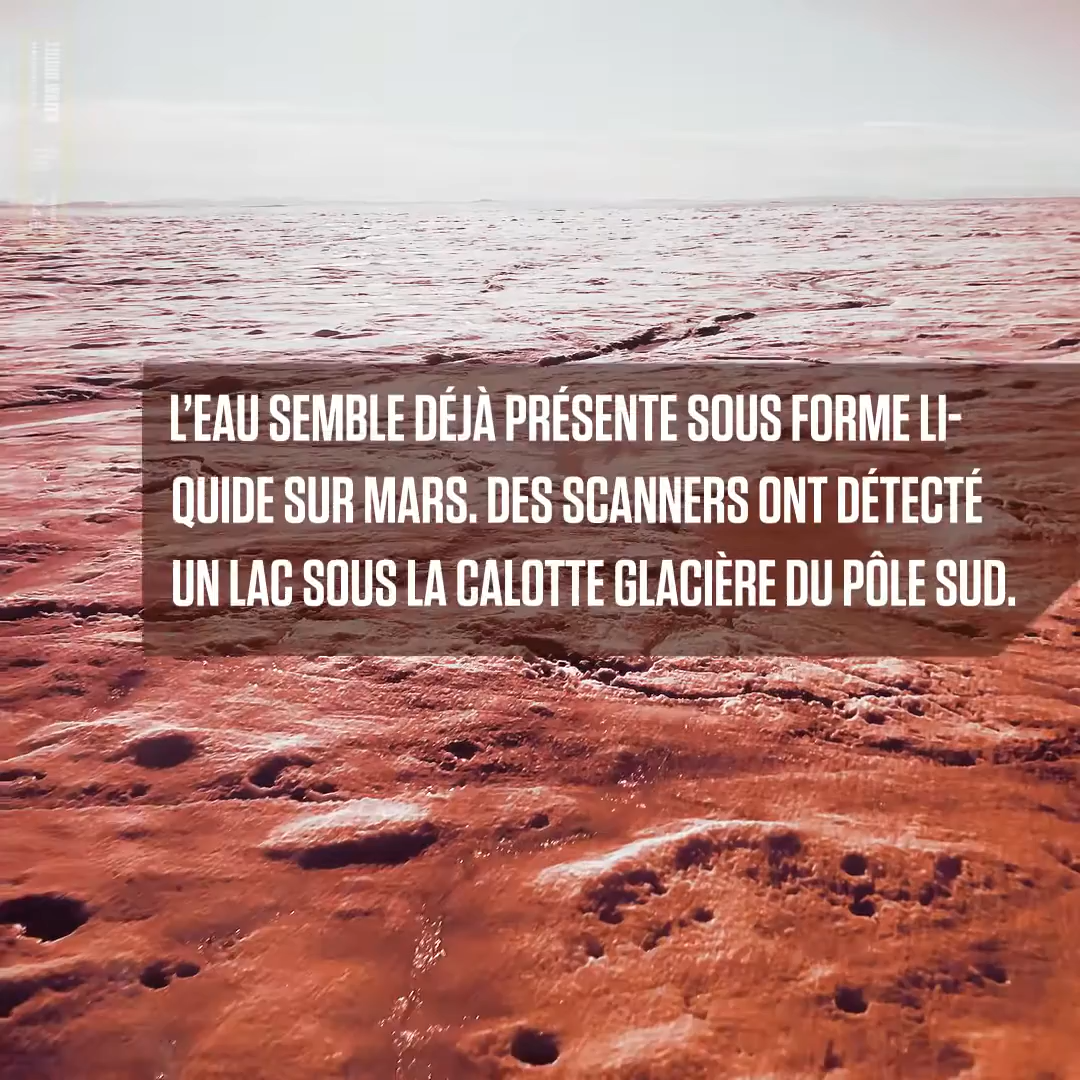 L'EAU SEMBLE DÉJÀ PRÉSENTE SOUS FORME LI-
QUIDE SUR MARS. DES SCANNERS ONT DÉTECTÉ
UN LAC SOUS LA CALOTTE GLACIÈRE DU PÔLE SUD.